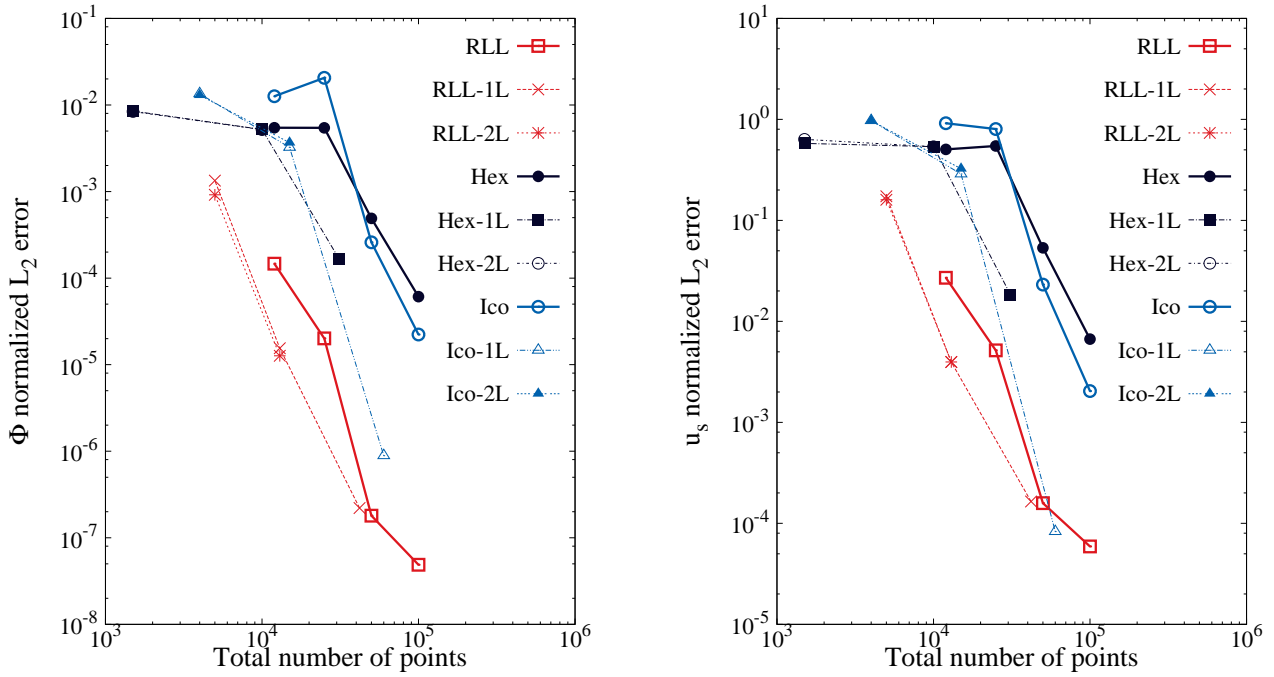 10^-1
10^-2
10^-3
10^-4
10^-5
10^-6
10^-7
10^-8
Φ normalized L_2 error
10^3
10^4
10^5
10^6
Total number of points
RLL
RLL-1L
RLL-2L
Hex
Hex-1L
Hex-2L
Ico
Ico-1L
Ico-2L
10^1
10^0
10^-1
10^-2
10^-3
10^-4
10^-5
u_s normalized L_2 error
10^3
10^4
10^5
10^6
Total number of points
RLL
RLL-1L
RLL-2L
Hex
Hex-1L
Hex-2L
Ico
Ico-1L
Ico-2L